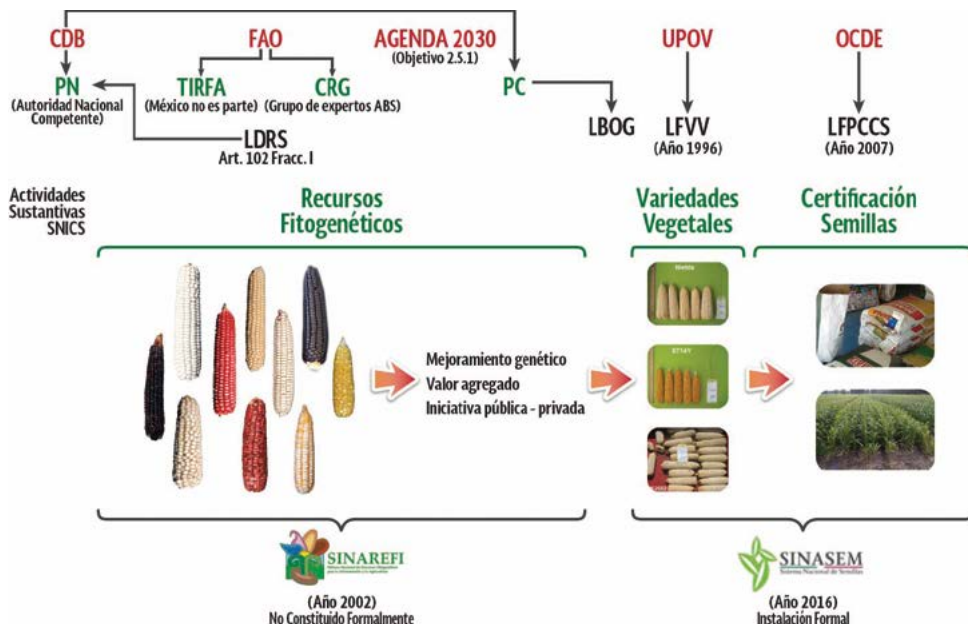 CDB
FAO
AGENDA 2030
(Objetivo 2.5.1)
UPOV
OCDE
PN
(Autoridad Nacional
Competente)
TIRFA
(México no es parte)
CRG
(Grupo de expertos ABS)
PC
LDRS
Art. 102 Fracc. I
LBOG
LFVV
(Año 1996)
LFPCCS
(Año 2007)
Actividades
Sustantivas
SNICS
Recursos
Fitogenéticos
Variedades
Vegetales
Certificación
Semillas
Mejoramiento genético
Valor agregado
Iniciativa pública - privada
SINAREFI
(Año 2002)
No Constituido Formalmente
SINASEM
Sistema Nacional de Semillas
(Año 2016)
Instalación Formal